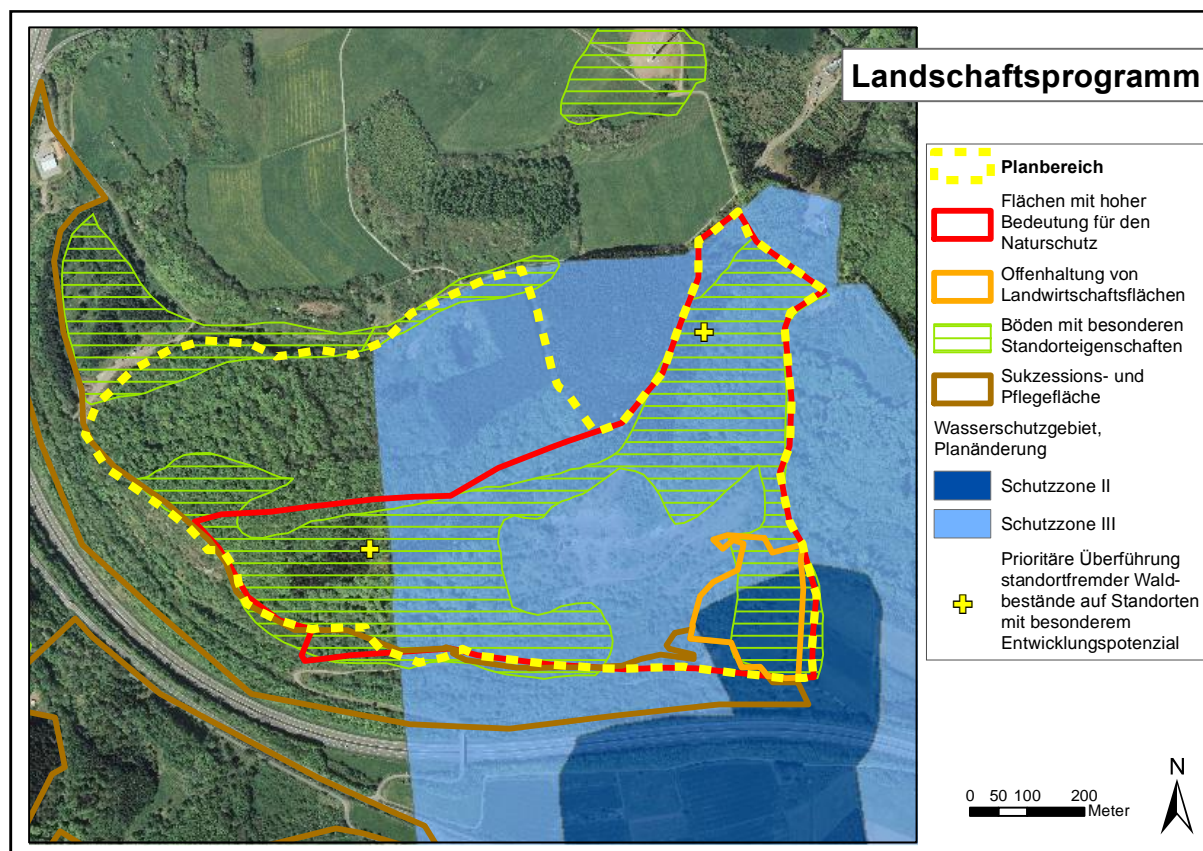 Landschaftsprogramm
Planbereich
Flächen mit hoher
Bedeutung für den
Naturschutz
Offenhaltung von
Landwirtschaftsflächen
Böden mit besonderen
Standorteigenschaften
Sukzessions- und
Pflegefläche
Wasserschutzgebiet,
Planänderung
Schutzzone II
Schutzzone III
Prioritäre Überführung
standortfremder Wald-
bestände auf Standorten
mit besonderem
Entwicklungspotenzial
N
0 50 100 200
Meter